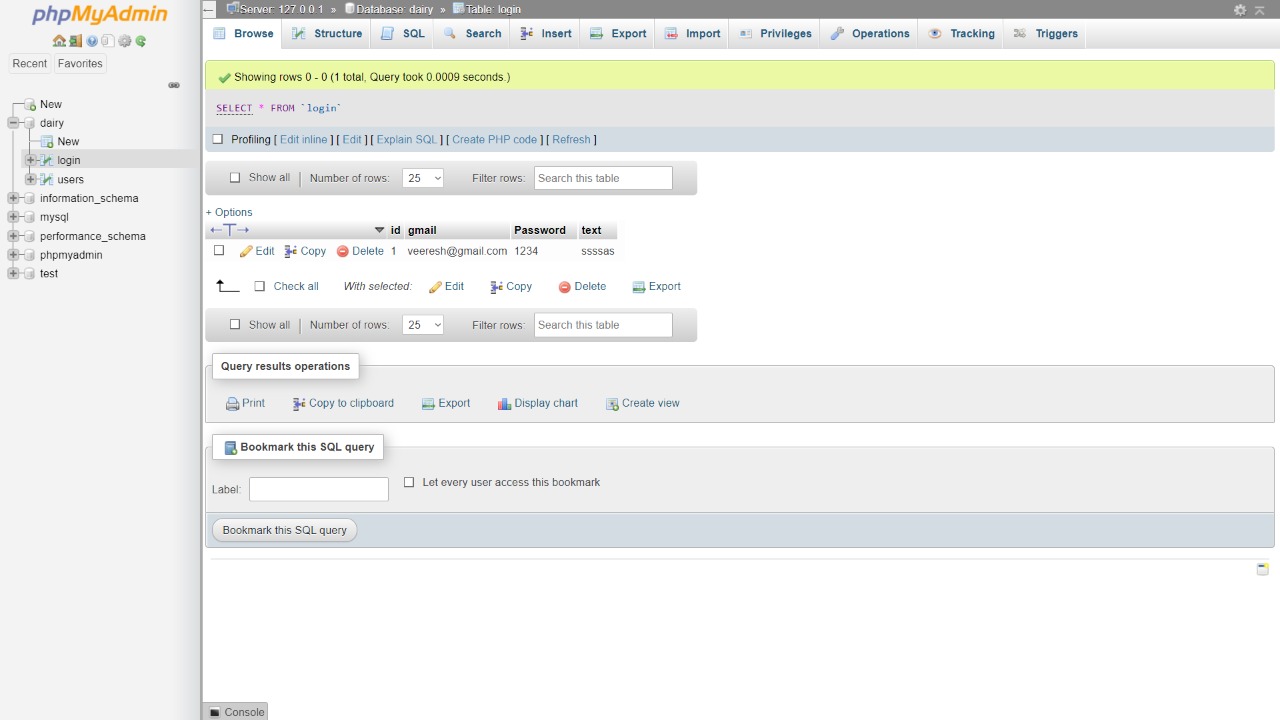 phpMyAdmin
Recent Favorites
New
dairy
New
login
users
information_schema
mysql
performance_schema
phpmyadmin
test
Server: 127.0.0.1 » Database: dairy » Table: login
Browse Structure SQL Search Insert Export Import Privileges Operations Tracking Triggers
Showing rows 0 - 0 (1 total, Query took 0.0009 seconds.)
SELECT * FROM `login`
Profiling [ Edit inline ] [ Edit ] [ Explain SQL ] [ Create PHP code ] [ Refresh ]
Show all | Number of rows: 25 Filter rows: Search this table
+ Options
←T→ id gmail Password text
Edit Copy Delete 1 veeresh@gmail.com 1234 ssssas
Check all With selected: Edit Copy Delete Export
Show all | Number of rows: 25 Filter rows: Search this table
Query results operations
Print Copy to clipboard Export Display chart Create view
Bookmark this SQL query
Label: Let every user access this bookmark
Bookmark this SQL query
Console